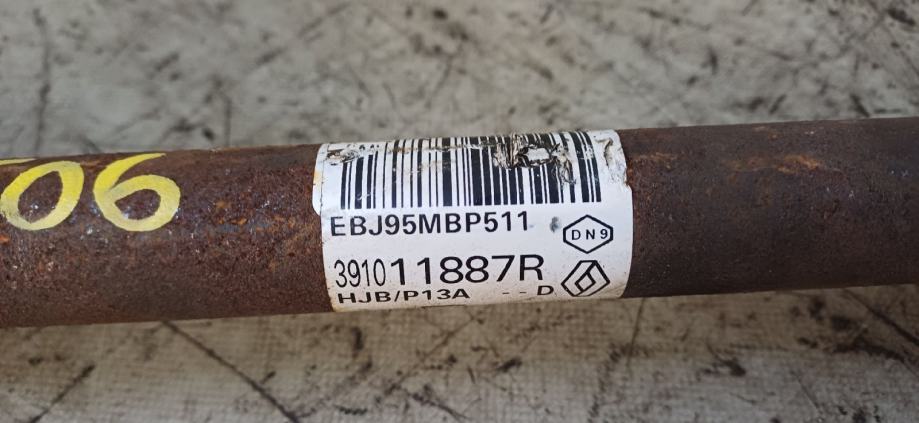 06
EBJ95MBP511
DN9
391011887R
HJB/P13A -- D